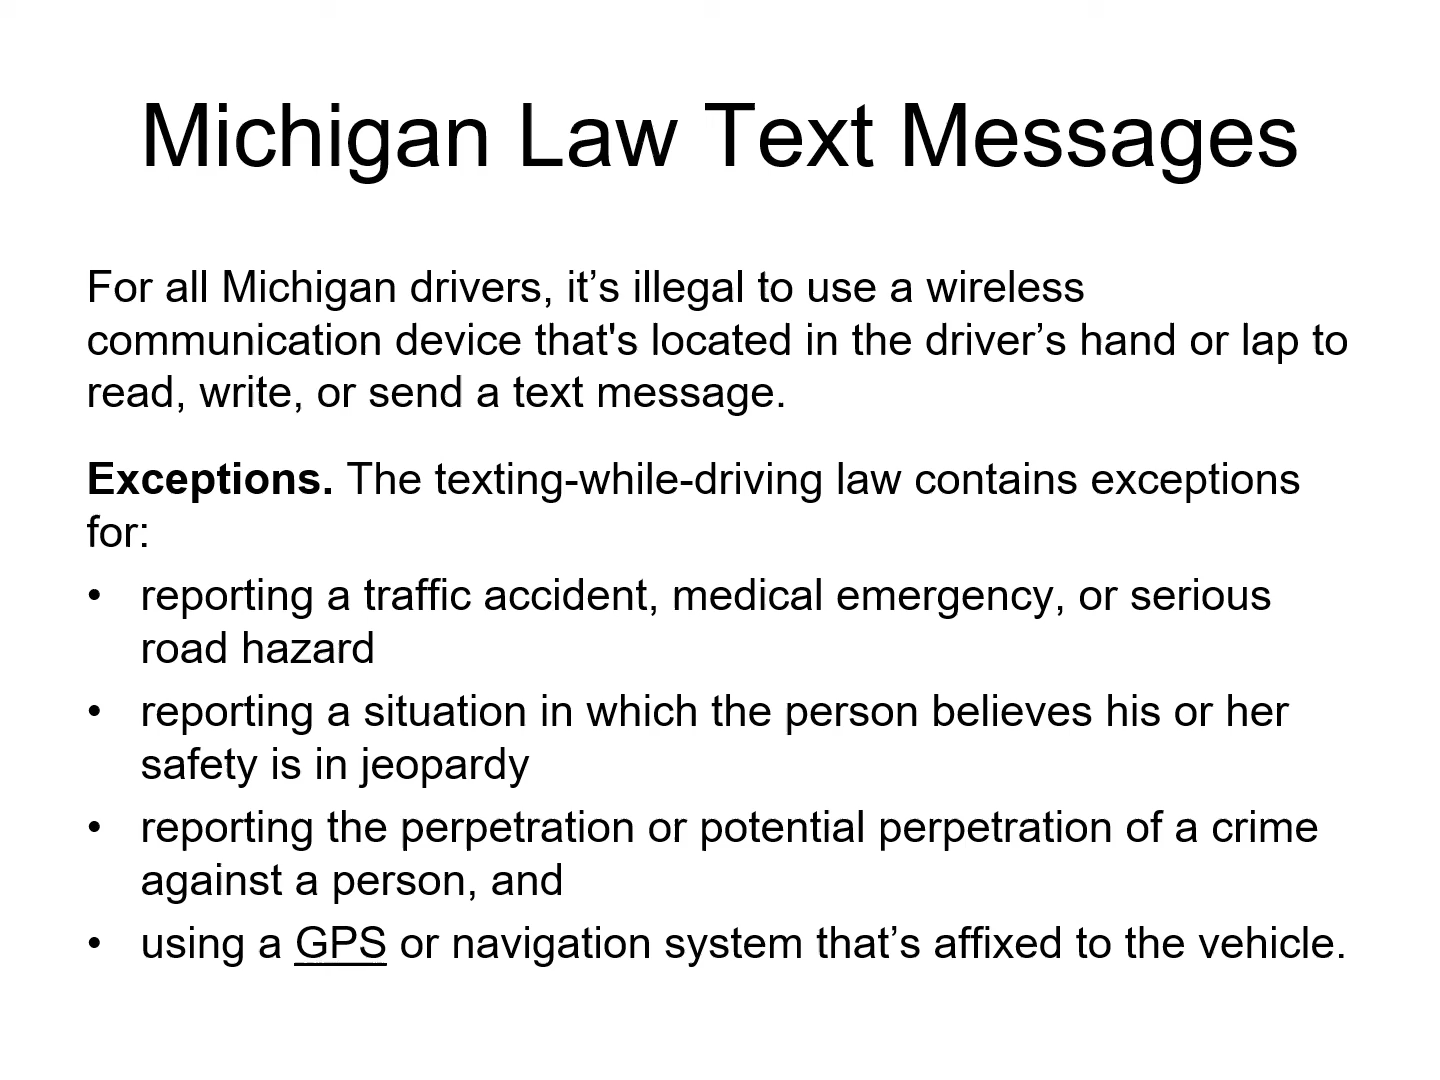 Michigan Law Text Messages
For all Michigan drivers, it’s illegal to use a wireless
communication device that's located in the driver’s hand or lap to
read, write, or send a text message.
Exceptions. The texting-while-driving law contains exceptions
for:
• reporting a traffic accident, medical emergency, or serious
road hazard
• reporting a situation in which the person believes his or her
safety is in jeopardy
• reporting the perpetration or potential perpetration of a crime
against a person, and
• using a GPS or navigation system that’s affixed to the vehicle.